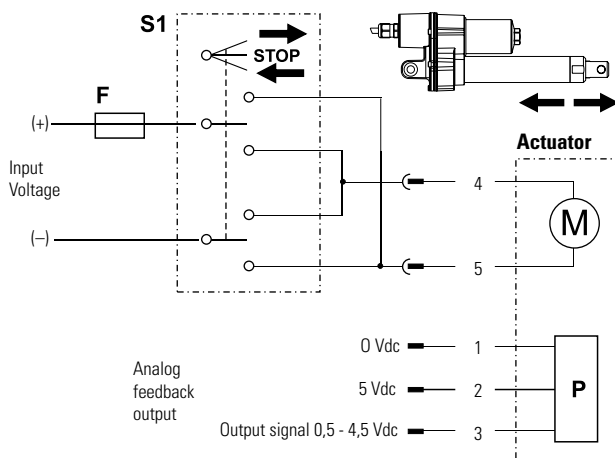 S1
STOP
F
(+)
Input
Voltage
(–)
Actuator
4
M
5
Analog
feedback
output
0 Vdc
1
5 Vdc
2
P
Output signal 0,5 - 4,5 Vdc
3